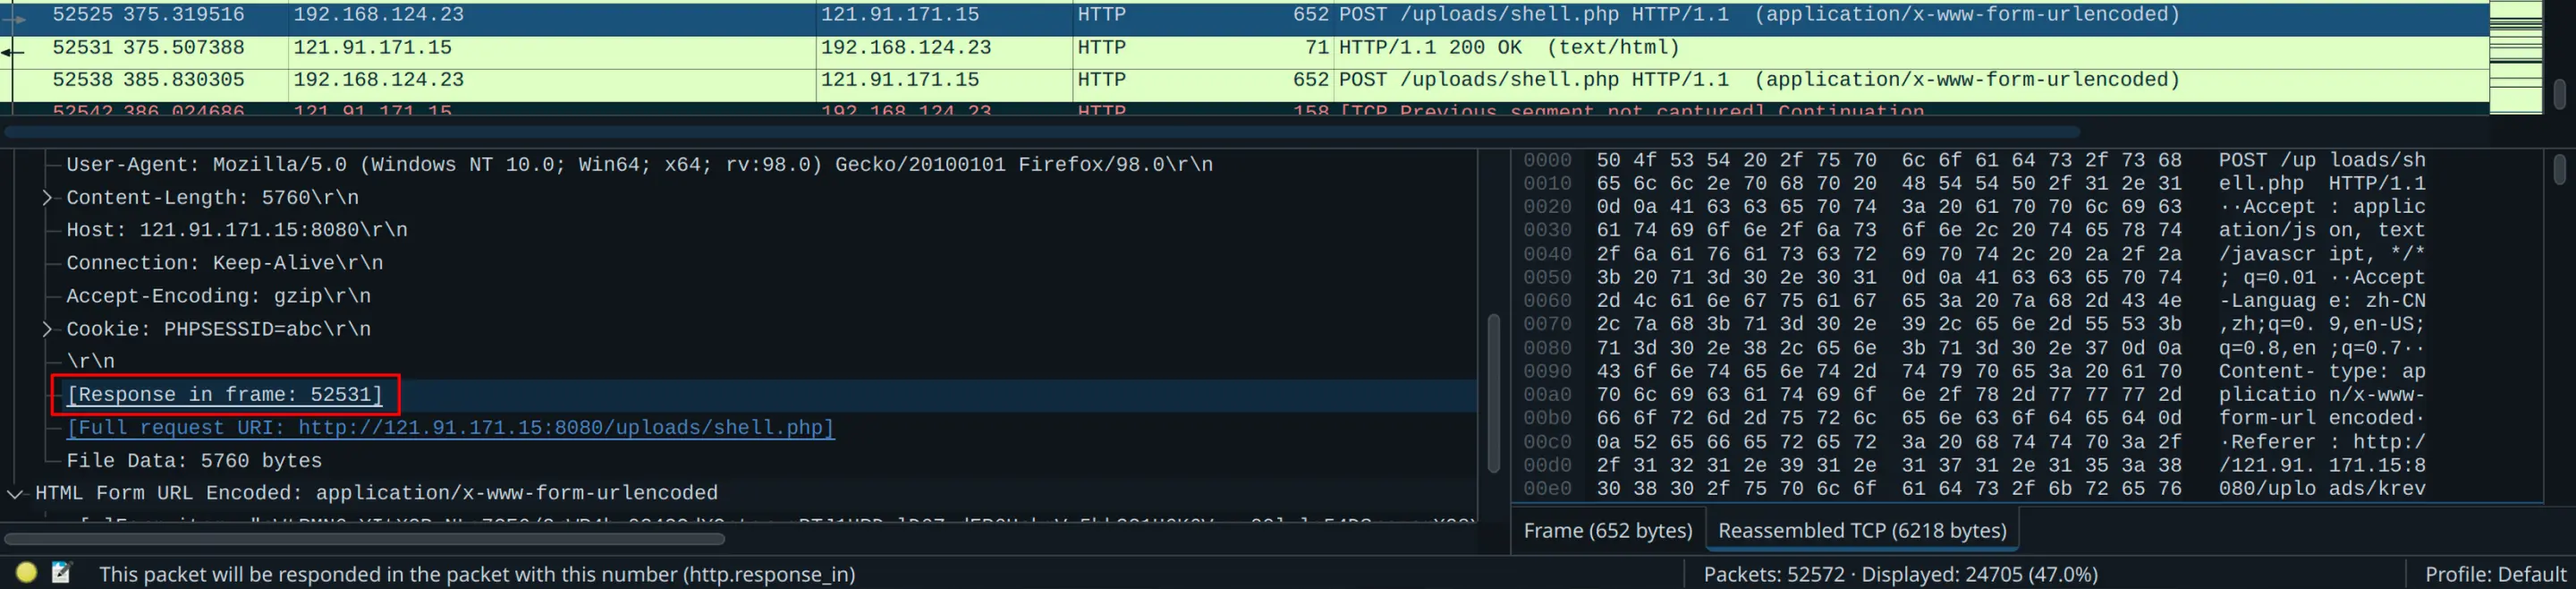 52525 375.319516 192.168.124.23 121.91.171.15 HTTP 652 POST /uploads/shell.php HTTP/1.1 (application/x-www-form-urlencoded)
52531 375.507388 121.91.171.15 192.168.124.23 HTTP 71 HTTP/1.1 200 OK (text/html)
52538 385.830305 192.168.124.23 121.91.171.15 HTTP 652 POST /uploads/shell.php HTTP/1.1 (application/x-www-form-urlencoded)
52542 386.024686 121.91.171.15 192.168.124.23 HTTP 158 [TCP Previous segment not captured] Continuation
User-Agent: Mozilla/5.0 (Windows NT 10.0; Win64; x64; rv:98.0) Gecko/20100101 Firefox/98.0\r\n
Content-Length: 5760\r\n
Host: 121.91.171.15:8080\r\n
Connection: Keep-Alive\r\n
Accept-Encoding: gzip\r\n
Cookie: PHPSESSID=abc\r\n
\r\n
[Response in frame: 52531]
[Full request URI: http://121.91.171.15:8080/uploads/shell.php]
File Data: 5760 bytes
HTML Form URL Encoded: application/x-www-form-urlencoded
0000 50 4f 53 54 20 2f 75 70 6c 6f 61 64 73 2f 73 68 POST /up loads/sh
0010 65 6c 6c 2e 70 68 70 20 48 54 54 50 2f 31 2e 31 ell.php HTTP/1.1
0020 0d 0a 41 63 63 65 70 74 3a 20 61 70 70 6c 69 63 ··Accept : applic
0030 61 74 69 6f 6e 2f 6a 73 6f 6e 2c 20 74 65 78 74 ation/js on, text
0040 2f 6a 61 76 61 73 63 72 69 70 74 2c 20 2a 2f 2a /javascr ipt, */*
0050 3b 20 71 3d 30 2e 30 31 0d 0a 41 63 63 65 70 74 ; q=0.01 ··Accept
0060 2d 4c 61 6e 67 75 61 67 65 3a 20 7a 68 2d 43 4e -Languag e: zh-CN
0070 2c 7a 68 3b 71 3d 30 2e 39 2c 65 6e 2d 55 53 3b ,zh;q=0. 9,en-US;
0080 71 3d 30 2e 38 2c 65 6e 3b 71 3d 30 2e 37 0d 0a q=0.8,en ;q=0.7··
0090 43 6f 6e 74 65 6e 74 2d 74 79 70 65 3a 20 61 70 Content- type: ap
00a0 70 6c 69 63 61 74 69 6f 6e 2f 78 2d 77 77 77 2d plicatio n/x-www-
00b0 66 6f 72 6d 2d 75 72 6c 65 6e 63 6f 64 65 64 0d form-url encoded·
00c0 0a 52 65 66 65 72 65 72 3a 20 68 74 74 70 3a 2f ·Referer : http:/
00d0 2f 31 32 31 2e 39 31 2e 31 37 31 2e 31 35 3a 38 /121.91. 171.15:8
00e0 30 38 30 2f 75 70 6c 6f 61 64 73 2f 6b 72 65 76 080/uplo ads/krev
Frame (652 bytes) Reassembled TCP (6218 bytes)
This packet will be responded in the packet with this number (http.response_in) Packets: 52572 · Displayed: 24705 (47.0%) Profile: Default